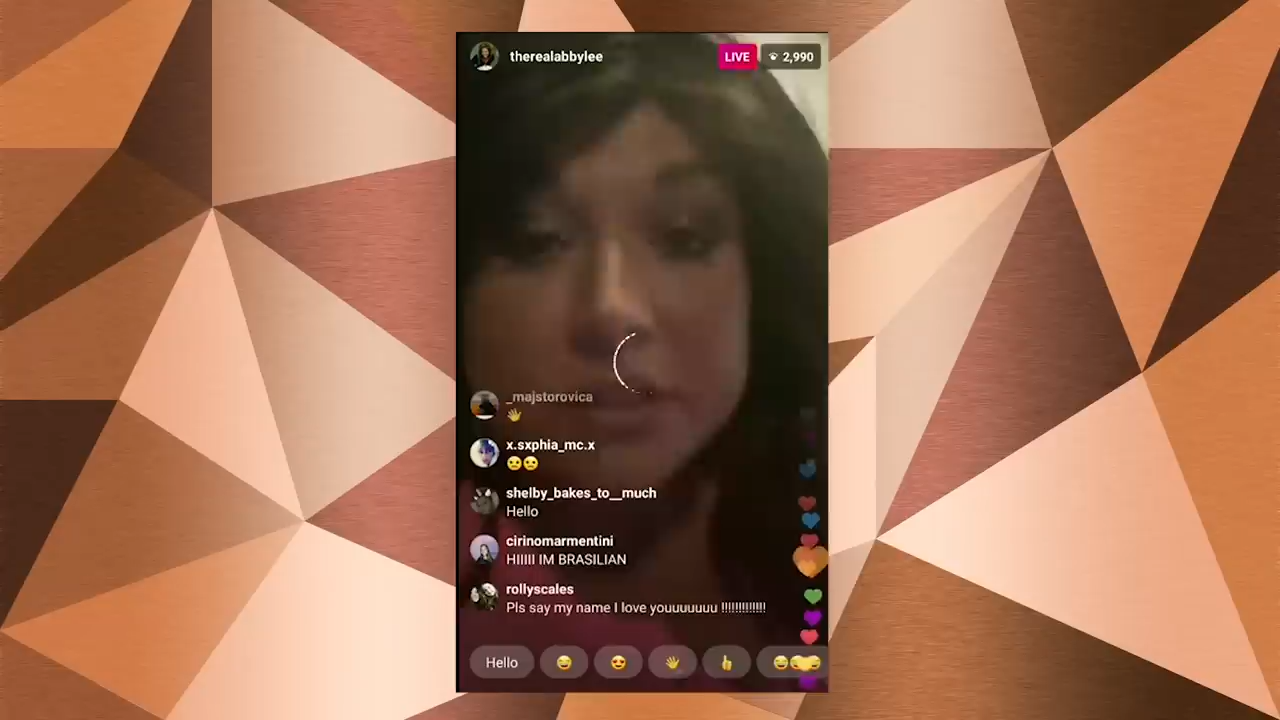 therealabbylee
LIVE
2,990
_majstorovica
👋
x.sxphia_mc.x
😠😠
shelby_bakes_to__much
Hello
cirinomarmentini
HIIIII IM BRASILIAN
rollyscales
Pls say my name I love youuuuuuu !!!!!!!!!!!!!
Hello